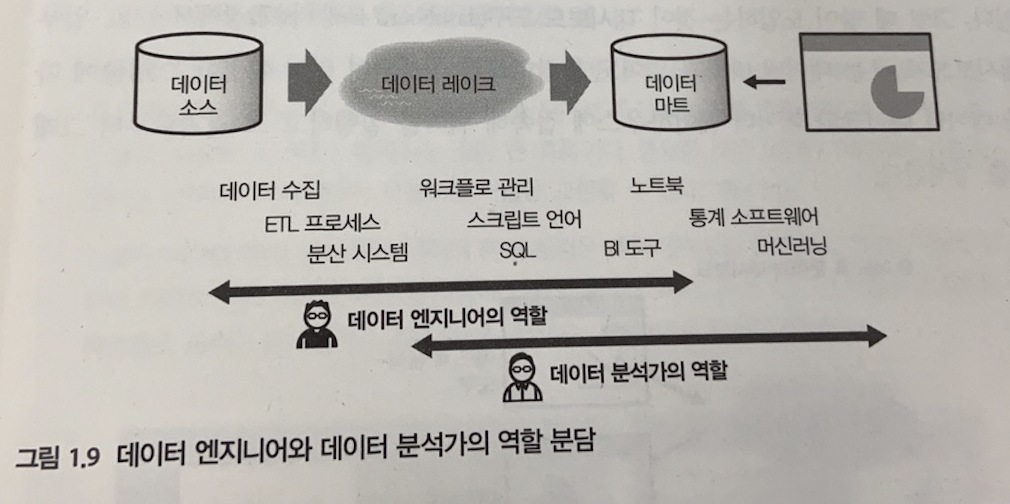 데이터
소스
데이터 레이크
데이터
마트
데이터 수집
워크플로 관리
노트북
ETL 프로세스
스크립트 언어
통계 소프트웨어
분산 시스템
SQL
BI 도구
머신러닝
데이터 엔지니어의 역할
데이터 분석가의 역할
그림 1.9 데이터 엔지니어와 데이터 분석가의 역할 분담